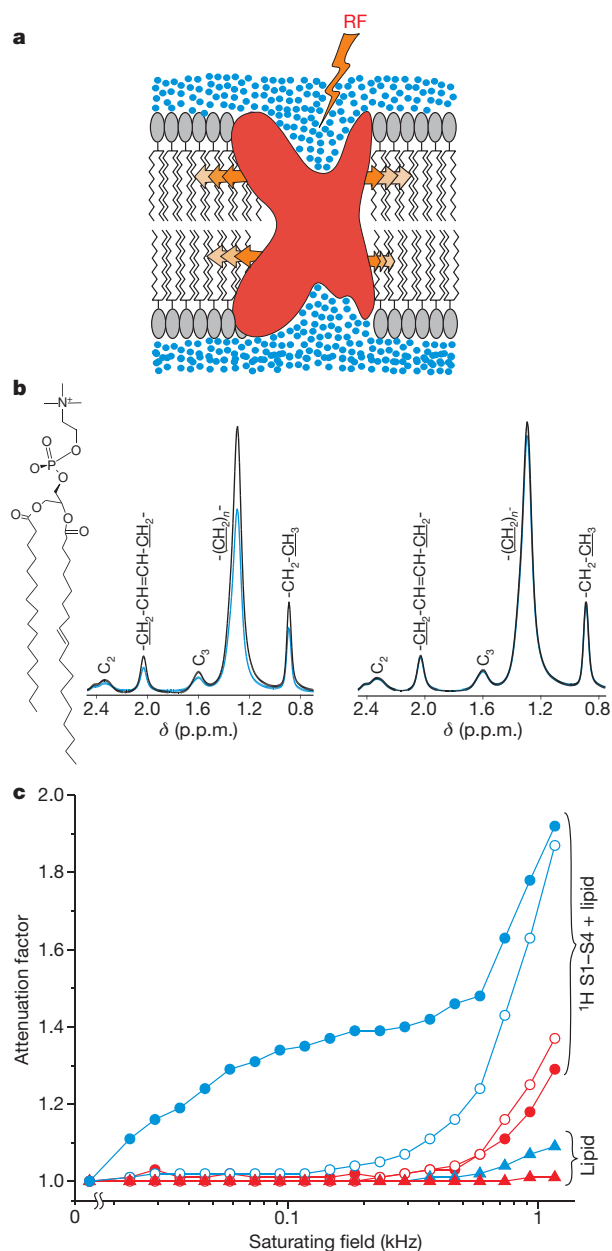 a
RF
b
N+
O
P
O
O-
O
O
O
O
O
C2
-CH2-CH=CH-CH2-
C3
-(CH2)n-
CH2-CH3
2.4
2.0
1.6
1.2
0.8
δ (p.p.m.)
C2
-CH2-CH=CH-CH2-
C3
-(CH2)n-
CH2-CH3
2.4
2.0
1.6
1.2
0.8
δ (p.p.m.)
c
2.0
1.8
1.6
1.4
1.2
1.0
Attenuation factor
0
0.1
1
Saturating field (kHz)
1H S1–S4 + lipid
Lipid